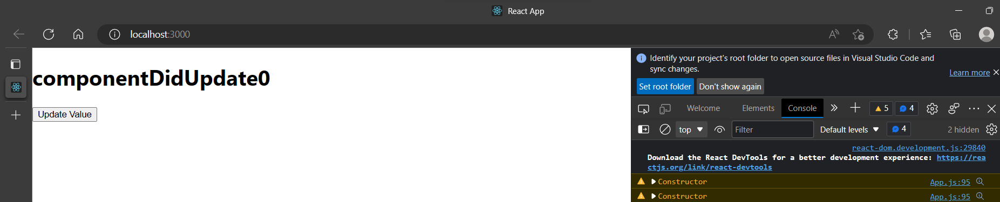 React App
localhost:3000
componentDidUpdate0
Update Value
Identify your project's root folder to open source files in Visual Studio Code and
sync changes.
Learn more
Set root folder Don't show again
Welcome Elements Console 5 4
top Filter Default levels 4 2 hidden
react-dom.development.js:29840
Download the React DevTools for a better development experience: https://rea
ctjs.org/link/react-devtools
Constructor App.js:95
Constructor App.js:95